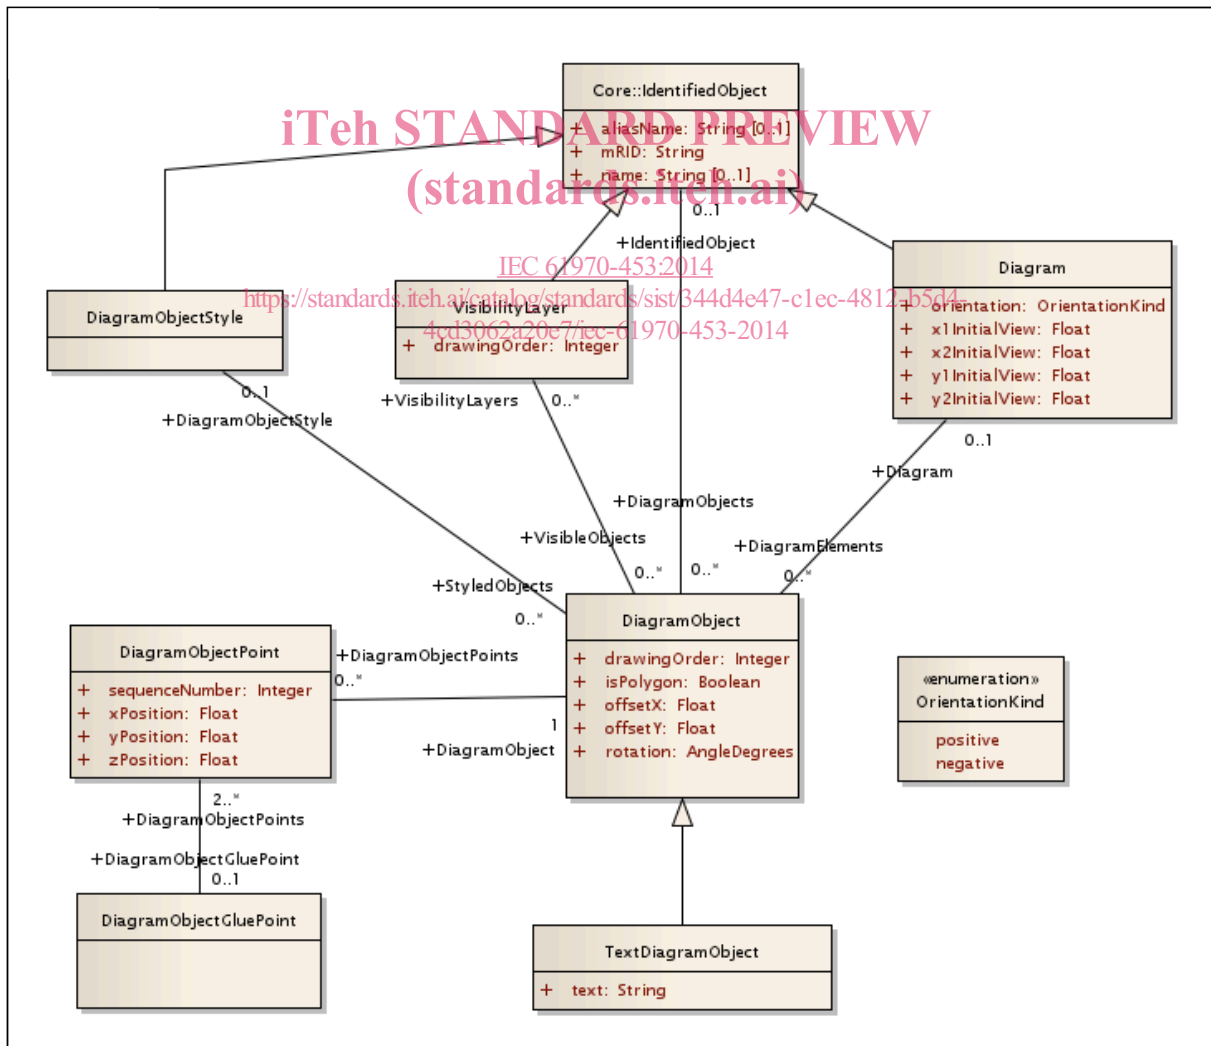 Core::IdentifiedObject
+ aliasName: String [0..1]
+ mRID: String
+ name: String [0..1]
iTeh STANDARD PREVIEW
(standards.iteh.ai)
0..1
+IdentifiedObject
IEC 61970-453:2014
https://standards.iteh.ai/catalog/standards/sist/344d4e47-c1ec-4812-b5d4-
4cd3062a20e7/iec-61970-453-2014
Diagram
+ orientation: OrientationKind
+ x1InitialView: Float
+ x2InitialView: Float
+ y1InitialView: Float
+ y2InitialView: Float
DiagramObjectStyle
VisibilityLayer
+ drawingOrder: Integer
0..1
+DiagramObjectStyle
+VisibilityLayers
0..*
0..1
+Diagram
+DiagramObjects
+VisibleObjects
+DiagramElements
0..*
0..*
0..*
+StyledObjects
0..*
DiagramObject
+ drawingOrder: Integer
+ isPolygon: Boolean
+ offsetX: Float
+ offsetY: Float
+ rotation: AngleDegrees
DiagramObjectPoint
+ sequenceNumber: Integer
+ xPosition: Float
+ yPosition: Float
+ zPosition: Float
+DiagramObjectPoints
0..*
1
+DiagramObject
«enumeration»
OrientationKind
positive
negative
2..*
+DiagramObjectPoints
+DiagramObjectGluePoint
0..1
DiagramObjectGluePoint
TextDiagramObject
+ text: String